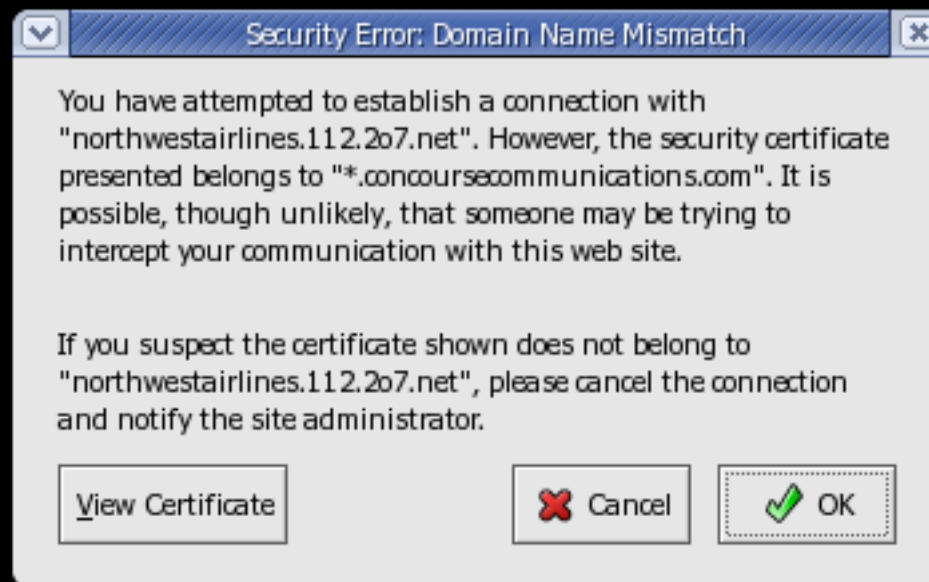 Security Error: Domain Name Mismatch
You have attempted to establish a connection with
"northwestairlines.112.2o7.net". However, the security certificate
presented belongs to "*.concoursecommunications.com". It is
possible, though unlikely, that someone may be trying to
intercept your communication with this web site.
If you suspect the certificate shown does not belong to
"northwestairlines.112.2o7.net", please cancel the connection
and notify the site administrator.
View Certificate
Cancel
OK